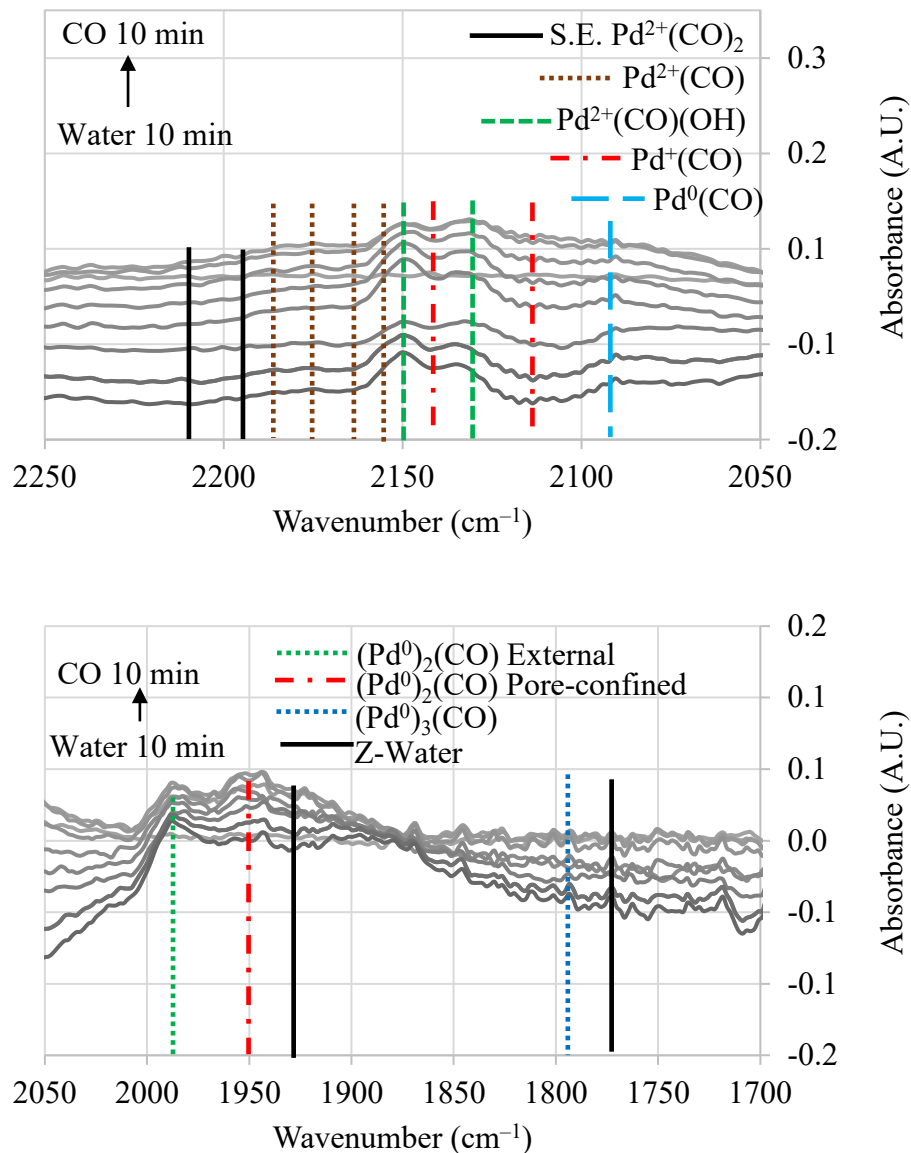 CO 10 min
Water 10 min
S.E. Pd²⁺(CO)₂
Pd²⁺(CO)
Pd²⁺(CO)(OH)
Pd⁺(CO)
Pd⁰(CO)
0.3
0.2
0.1
-0.1
-0.2
Absorbance (A.U.)
2250 2200 2150 2100 2050
Wavenumber (cm⁻¹)
CO 10 min
Water 10 min
(Pd⁰)₂(CO) External
(Pd⁰)₂(CO) Pore-confined
(Pd⁰)₃(CO)
Z-Water
0.2
0.1
0.1
0.0
-0.1
-0.1
-0.2
Absorbance (A.U.)
2050 2000 1950 1900 1850 1800 1750 1700
Wavenumber (cm⁻¹)